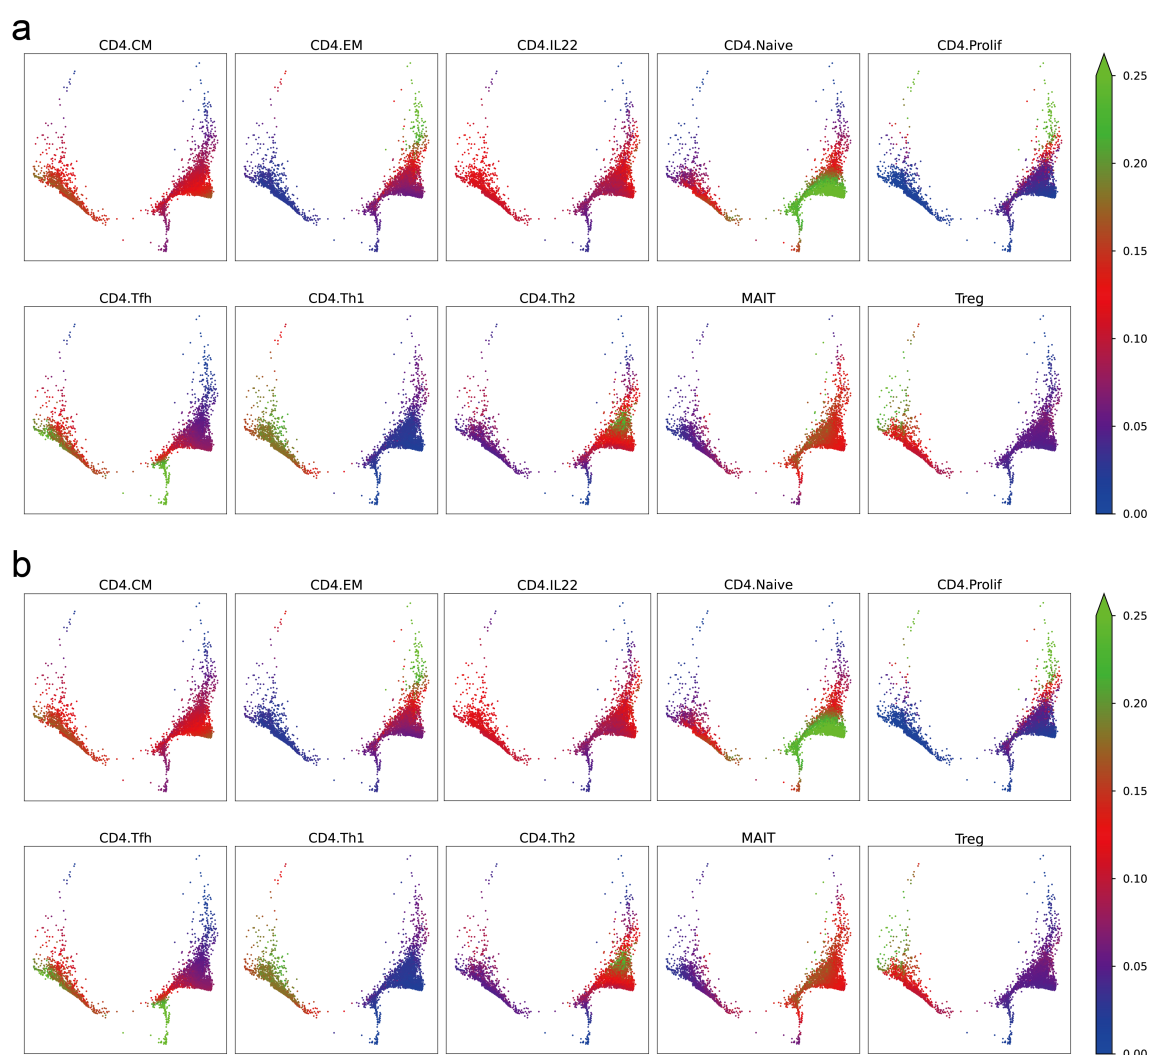 a
CD4.CM CD4.EM CD4.IL22 CD4.Naive CD4.Prolif
0.25
0.20
0.15
CD4.Tfh CD4.Th1 CD4.Th2 MAIT Treg
0.10
0.05
0.00
b
CD4.CM CD4.EM CD4.IL22 CD4.Naive CD4.Prolif
0.25
0.20
0.15
CD4.Tfh CD4.Th1 CD4.Th2 MAIT Treg
0.10
0.05
0.00